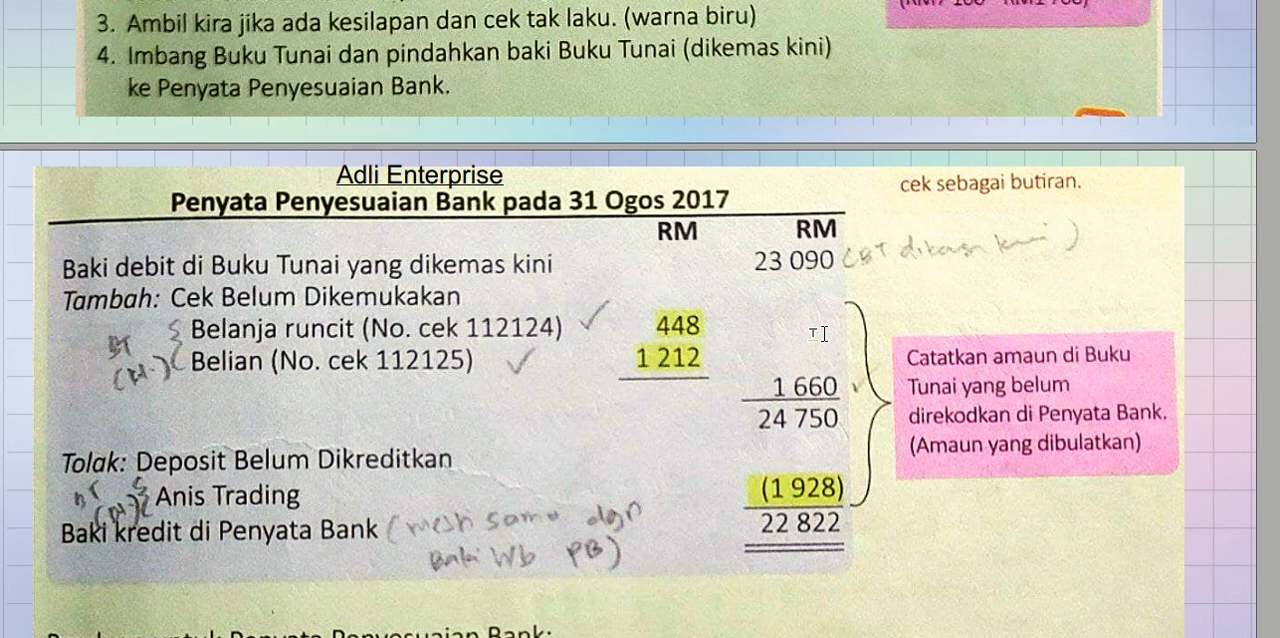 3. Ambil kira jika ada kesilapan dan cek tak laku. (warna biru)
4. Imbang Buku Tunai dan pindahkan baki Buku Tunai (dikemas kini)
ke Penyata Penyesuaian Bank.
Adli Enterprise
Penyata Penyesuaian Bank pada 31 Ogos 2017
cek sebagai butiran.
RM RM
Baki debit di Buku Tunai yang dikemas kini 23 090
Tambah: Cek Belum Dikemukakan
Belanja runcit (No. cek 112124) 448
BT
Belian (No. cek 112125) 1 212
1 660
24 750
Catatkan amaun di Buku
Tunai yang belum
direkodkan di Penyata Bank.
(Amaun yang dibulatkan)
Tolak: Deposit Belum Dikreditkan
Anis Trading (1 928)
Baki kredit di Penyata Bank 22 822